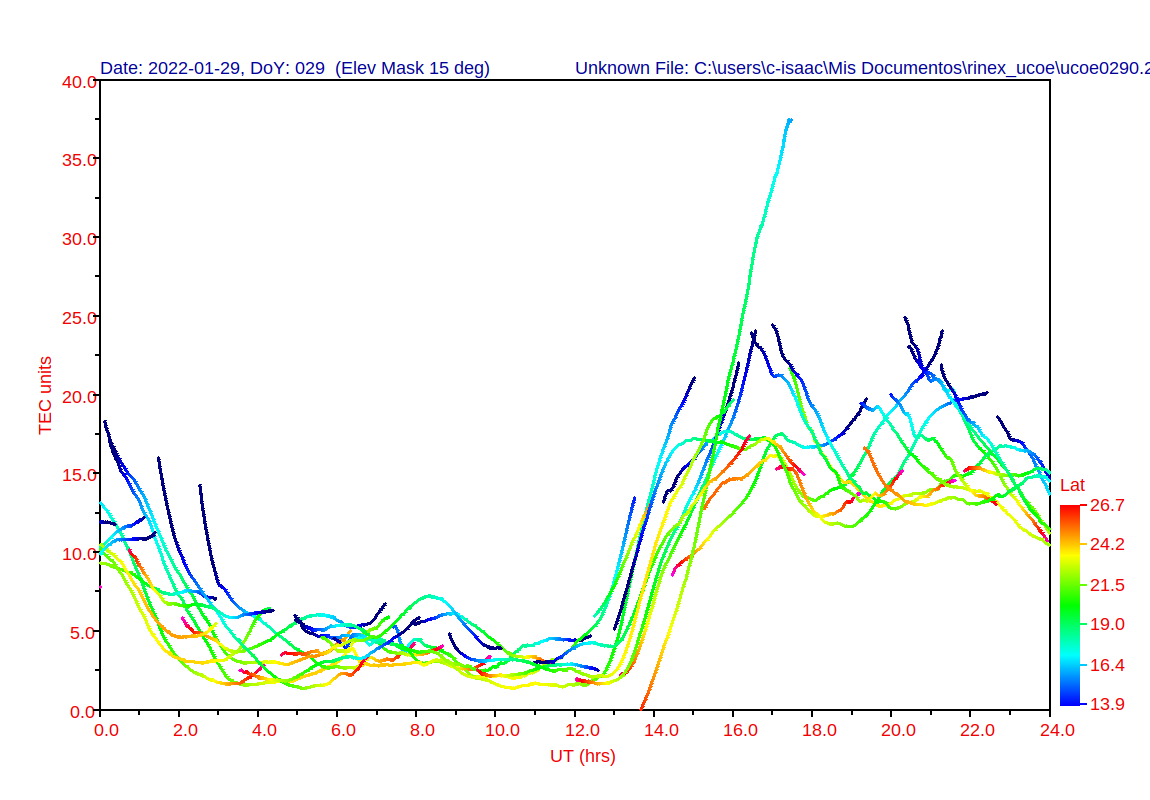 Date: 2022-01-29, DoY: 029  (Elev Mask 15 deg)
Unknown File: C:\users\c-isaac\Mis Documentos\rinex_ucoe\ucoe0290.2
40.0
35.0
30.0
25.0
20.0
15.0
10.0
5.0
0.0
TEC units
0.0 2.0 4.0 6.0 8.0 10.0 12.0 14.0 16.0 18.0 20.0 22.0 24.0
UT (hrs)
Lat
26.7
24.2
21.5
19.0
16.4
13.9